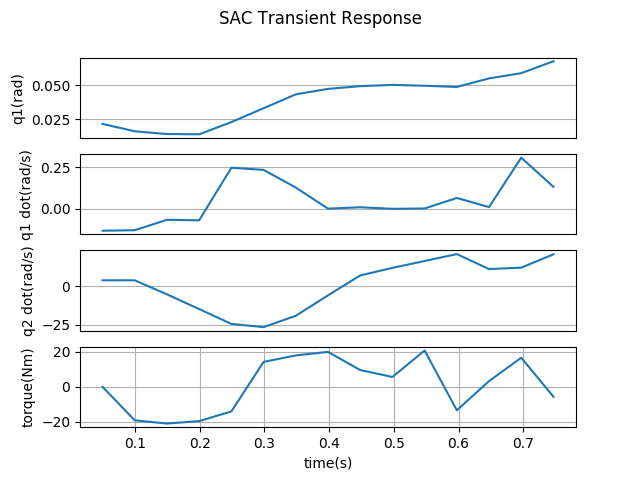 SAC Transient Response
q1(rad)
0.050
0.025
q1 dot(rad/s)
0.25
0.00
q2 dot(rad/s)
0
−25
torque(Nm)
20
0
−20
0.1 0.2 0.3 0.4 0.5 0.6 0.7
time(s)